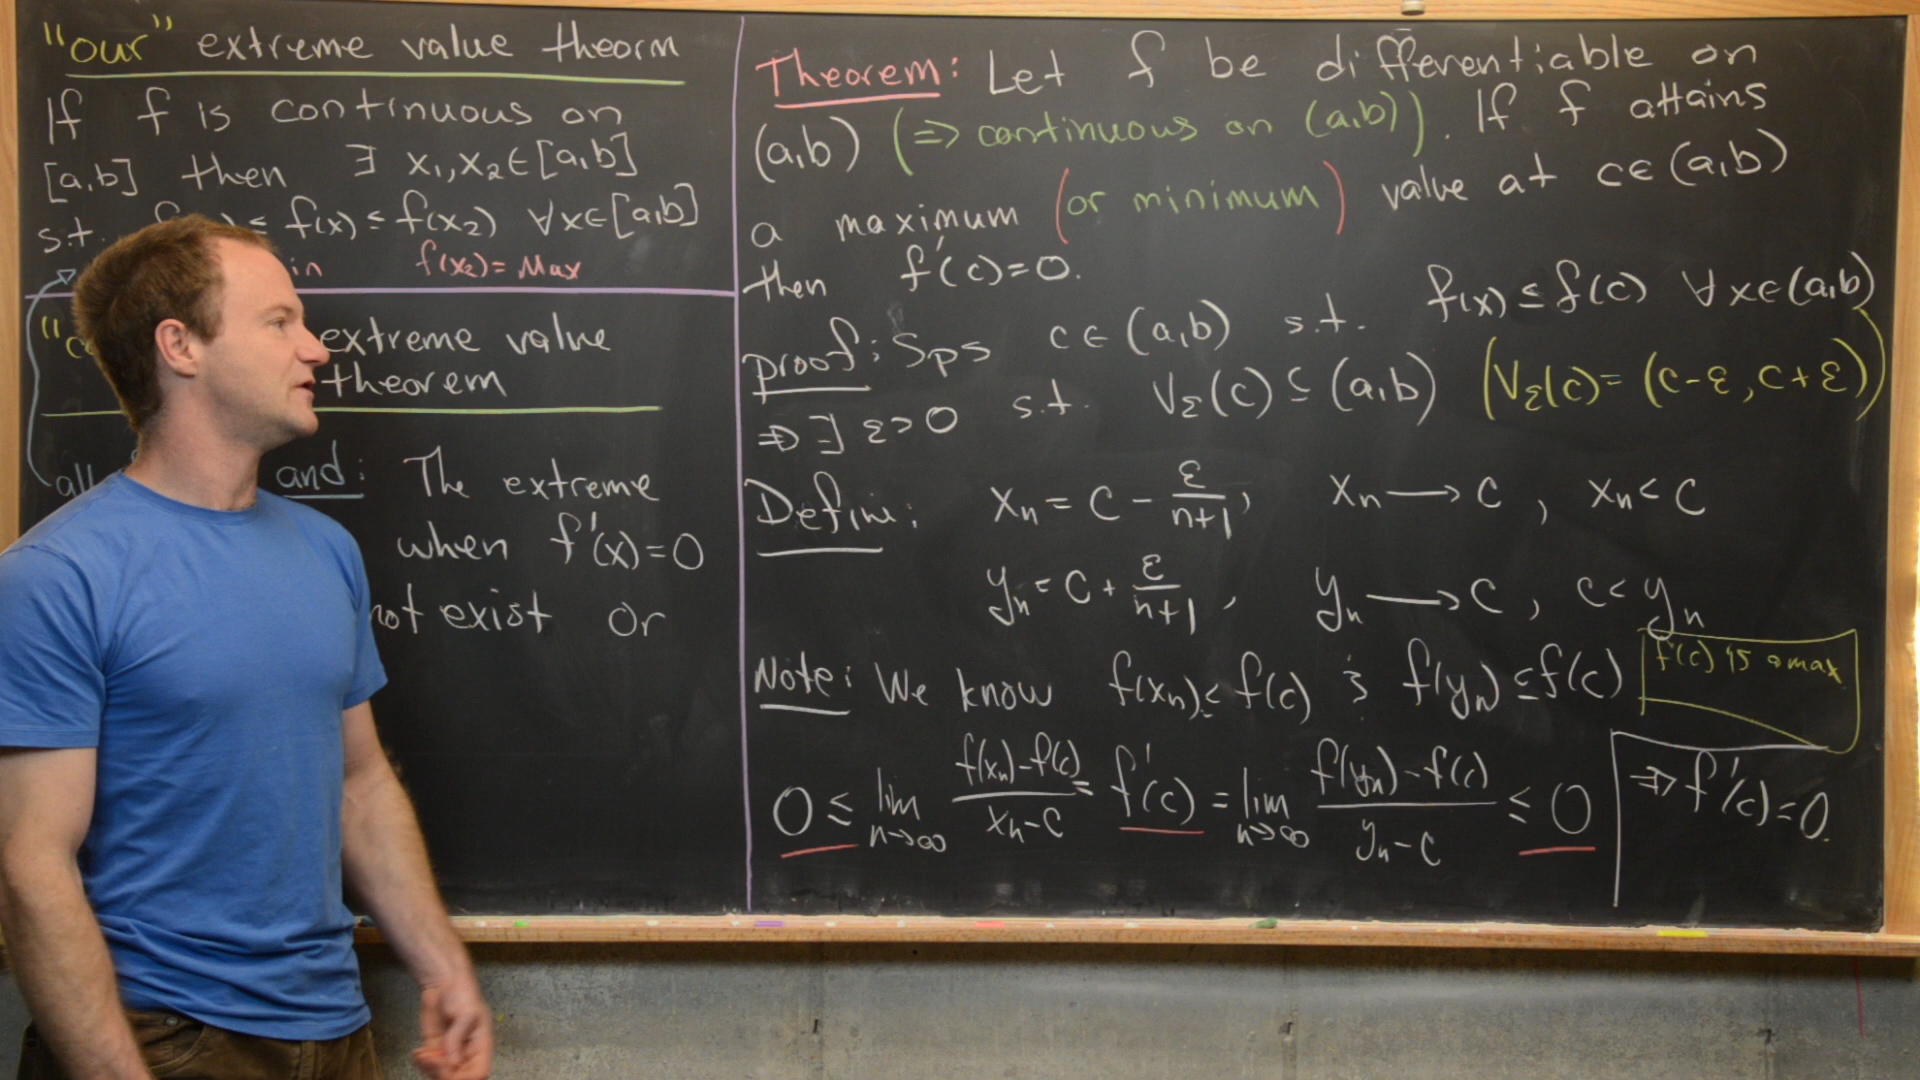 "our" extreme value theorm
If f is continuous on
[a,b] then ∃ x₁,x₂∈[a,b]
s.t. ≤ f(x) ≤ f(x₂) ∀x∈[a,b]
in f(x₂)= Max
extreme value
theorem
all and: The extreme
when f'(x)=0
not exist or
Theorem: Let f be differentiable on
(a,b) (⇒ continuous on (a,b)). If f attains
a maximum (or minimum) value at c∈(a,b)
then f'(c)=0.
proof: Sps c∈(a,b) s.t. f(x) ≤ f(c) ∀x∈(a,b)
⇒ ∃ ε>0 s.t. V_ε(c) ⊆ (a,b) (V_ε(c) = (c-ε, c+ε))
Define: xₙ = c - ε/(n+1), xₙ ⟶ c, xₙ < c
yₙ = c + ε/(n+1), yₙ ⟶ c, c < yₙ
Note: We know f(xₙ) ≤ f(c) & f(yₙ) ≤ f(c) f(c) is a max
0 ≤ lim n→∞ (f(xₙ)-f(c))/(xₙ-c) = f'(c) = lim n→∞ (f(yₙ)-f(c))/(yₙ-c) ≤ 0 ⇒ f'(c)=0.